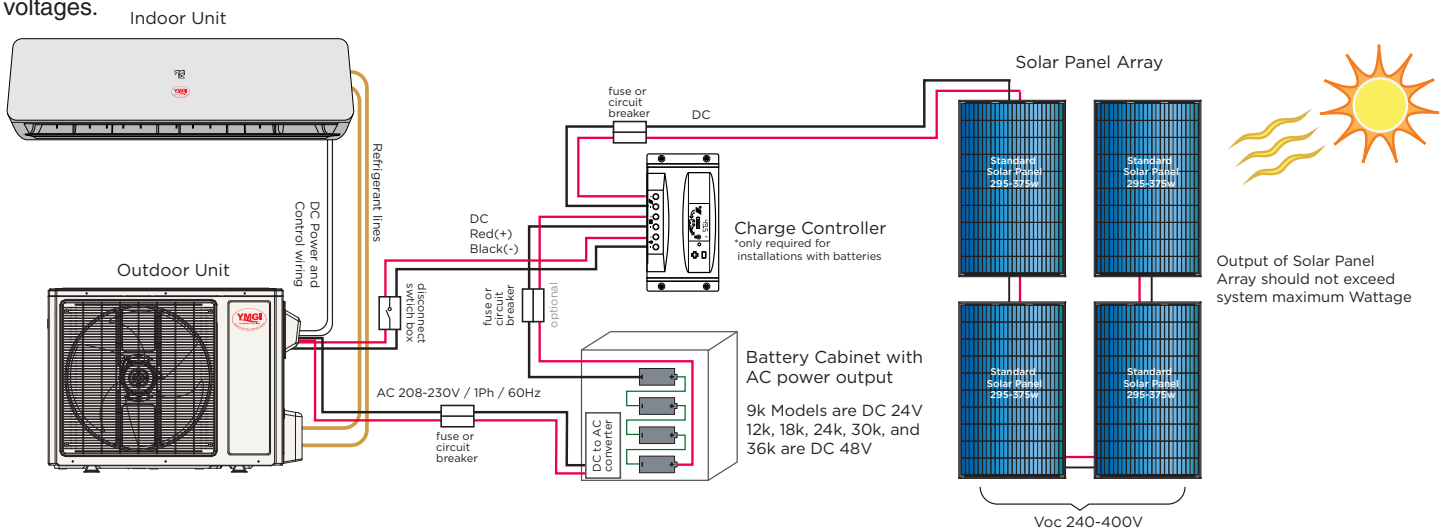 voltages.
Indoor Unit
YMGI
Refrigerant lines
DC Power and
Control wiring
Outdoor Unit
YMGI
disconnect
swtich box
AC 208-230V / 1Ph / 60Hz
fuse or
circuit
breaker
DC
Red(+)
Black(-)
fuse or
circuit
breaker
optional
fuse or
circuit
breaker
DC
Charge Controller
*only required for
installations with batteries
DC to AC
converter
Battery Cabinet with
AC power output
9k Models are DC 24V
12k, 18k, 24k, 30k, and
36k are DC 48V
Solar Panel Array
Standard
Solar Panel
295-375w
Standard
Solar Panel
295-375w
Standard
Solar Panel
295-375w
Standard
Solar Panel
295-375w
Output of Solar Panel
Array should not exceed
system maximum Wattage
Voc 240-400V